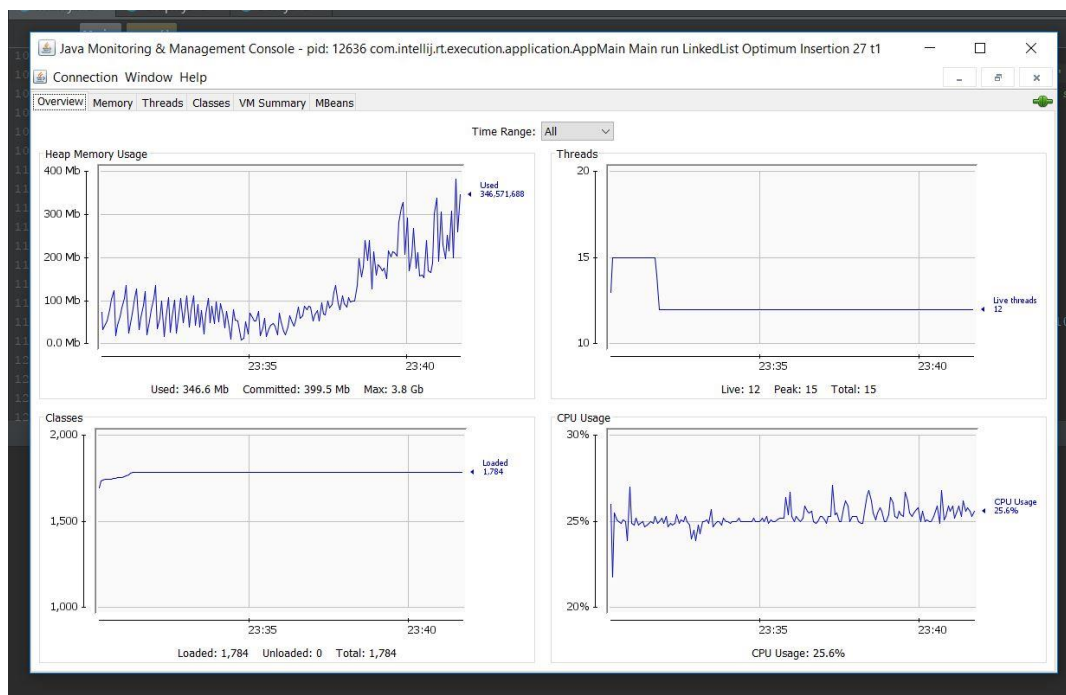 Java Monitoring & Management Console - pid: 12636 com.intellij.rt.execution.application.AppMain Main run LinkedList Optimum Insertion 27 t1
Connection Window Help
Overview Memory Threads Classes VM Summary MBeans
Time Range: All
Heap Memory Usage
400 Mb
300 Mb
200 Mb
100 Mb
0.0 Mb
Used
346.571.688
23:35 23:40
Used: 346.6 Mb Committed: 399.5 Mb Max: 3.8 Gb
Threads
20
15
10
Live threads
12
23:35 23:40
Live: 12 Peak: 15 Total: 15
Classes
2,000
1,500
1,000
Loaded
1.784
23:35 23:40
Loaded: 1,784 Unloaded: 0 Total: 1,784
CPU Usage
30%
25%
20%
CPU Usage
25.6%
23:35 23:40
CPU Usage: 25.6%